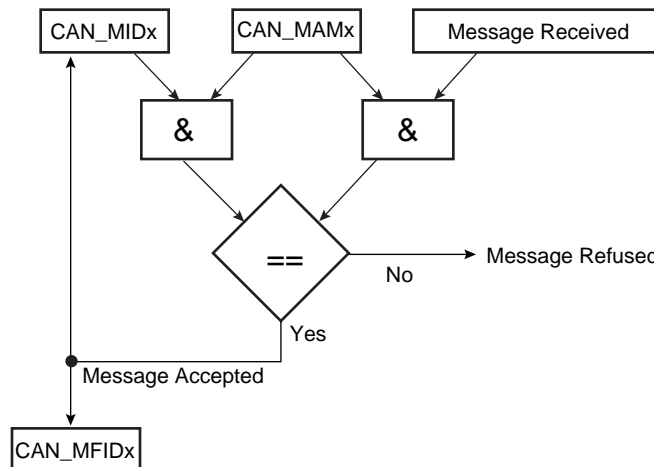 CAN_MIDx
CAN_MAMx
Message Received
&
&
==
No
Message Refused
Yes
Message Accepted
CAN_MFIDx